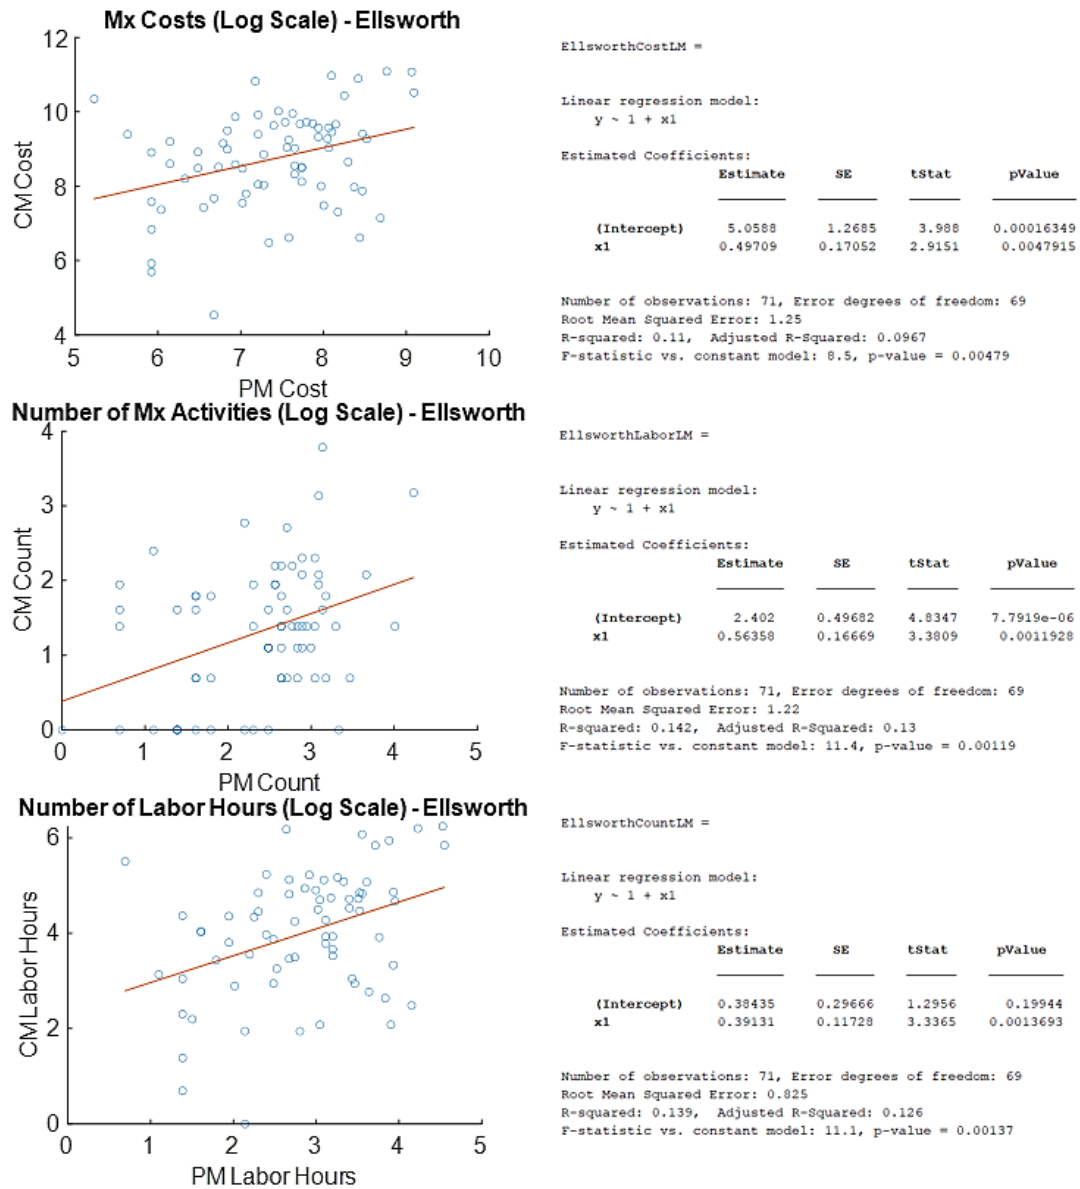 Mx Costs (Log Scale) - Ellsworth
12
10
8
6
4
CM Cost
5 6 7 8 9 10
PM Cost
EllsworthCostLM =
Linear regression model:
y ~ 1 + x1
Estimated Coefficients:
Estimate SE tStat pValue
(Intercept) 5.0588 1.2685 3.988 0.00016349
x1 0.49709 0.17052 2.9151 0.0047915
Number of observations: 71, Error degrees of freedom: 69
Root Mean Squared Error: 1.25
R-squared: 0.11, Adjusted R-Squared: 0.0967
F-statistic vs. constant model: 8.5, p-value = 0.00479
Number of Mx Activities (Log Scale) - Ellsworth
4
3
2
1
0
CM Count
0 1 2 3 4 5
PM Count
EllsworthLaborLM =
Linear regression model:
y ~ 1 + x1
Estimated Coefficients:
Estimate SE tStat pValue
(Intercept) 2.402 0.49682 4.8347 7.7919e-06
x1 0.56358 0.16669 3.3809 0.0011928
Number of observations: 71, Error degrees of freedom: 69
Root Mean Squared Error: 1.22
R-squared: 0.142, Adjusted R-Squared: 0.13
F-statistic vs. constant model: 11.4, p-value = 0.00119
Number of Labor Hours (Log Scale) - Ellsworth
6
4
2
0
CM Labor Hours
0 1 2 3 4 5
PM Labor Hours
EllsworthCountLM =
Linear regression model:
y ~ 1 + x1
Estimated Coefficients:
Estimate SE tStat pValue
(Intercept) 0.38435 0.29666 1.2956 0.19944
x1 0.39131 0.11728 3.3365 0.0013693
Number of observations: 71, Error degrees of freedom: 69
Root Mean Squared Error: 0.825
R-squared: 0.139, Adjusted R-Squared: 0.126
F-statistic vs. constant model: 11.1, p-value = 0.00137